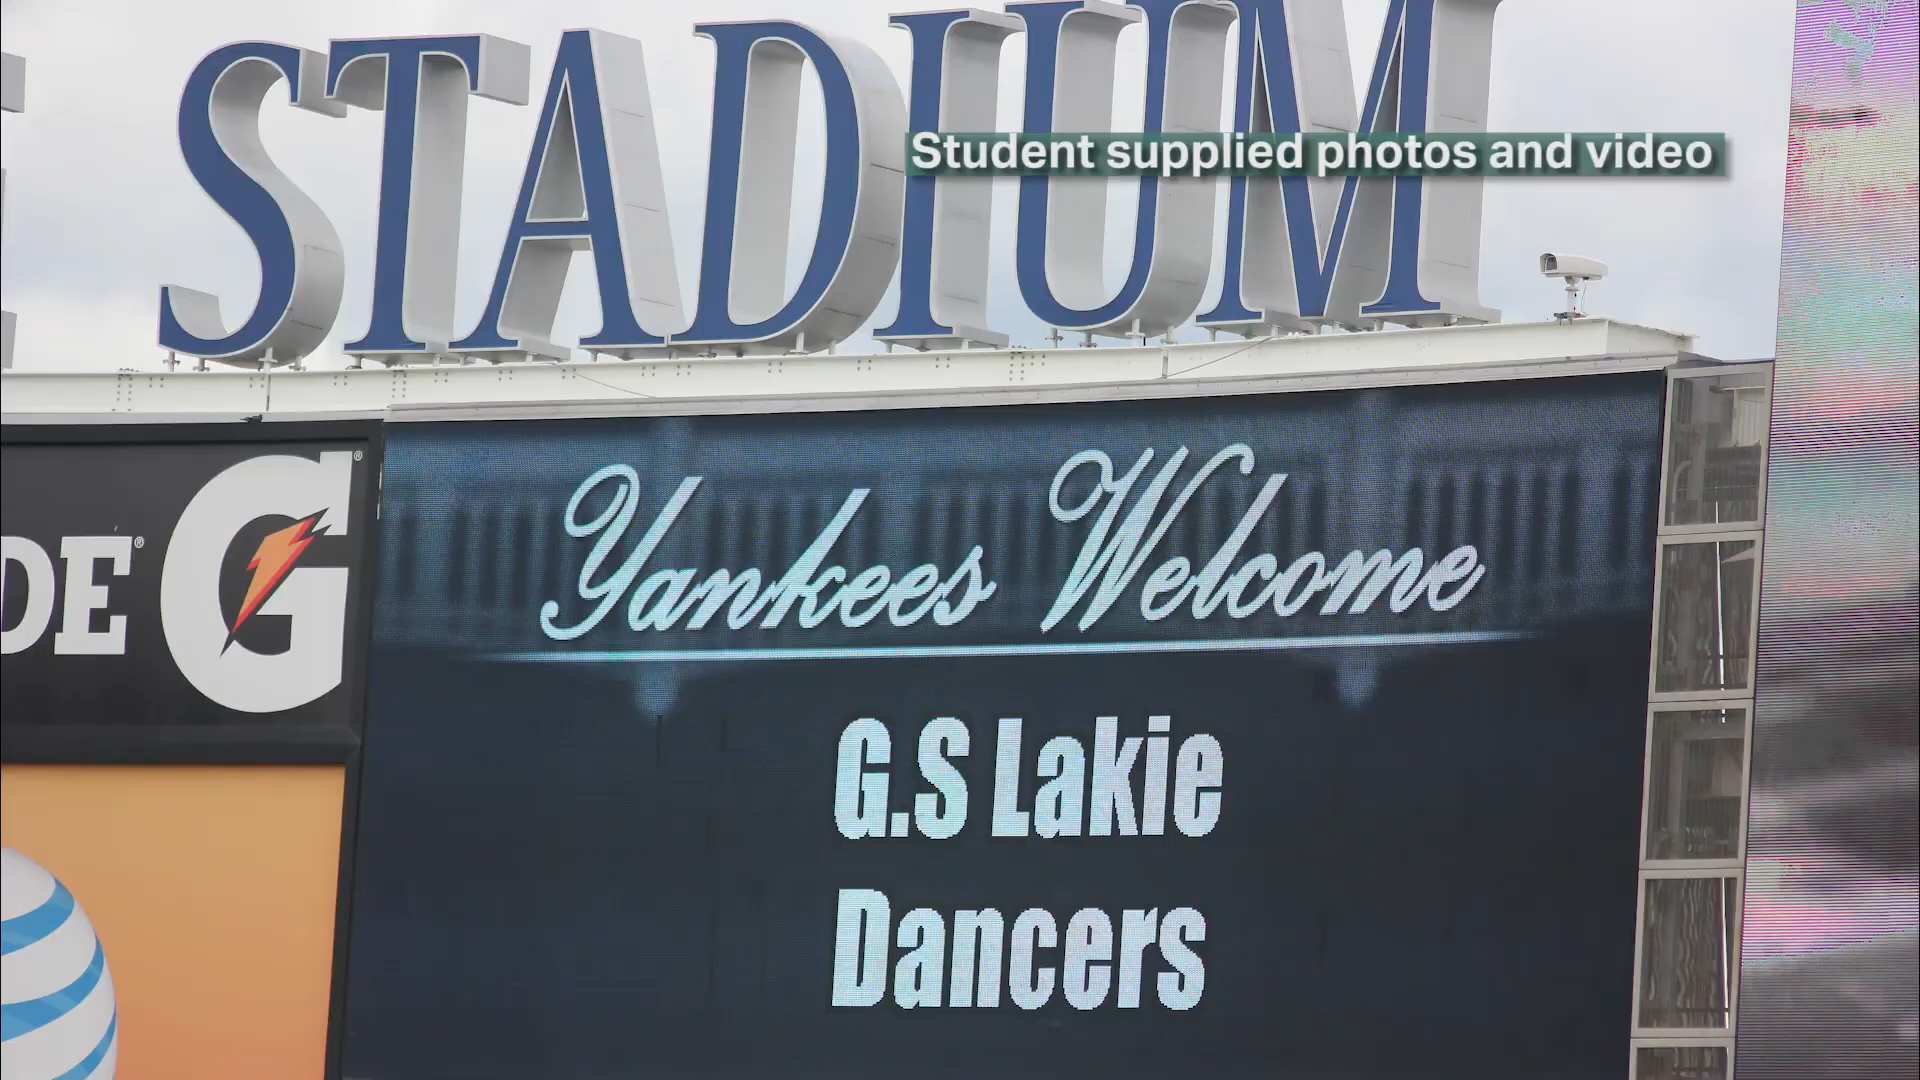 STADIUM
Student supplied photos and video
DE®
G®
Yankees Welcome
G.S Lakie
Dancers